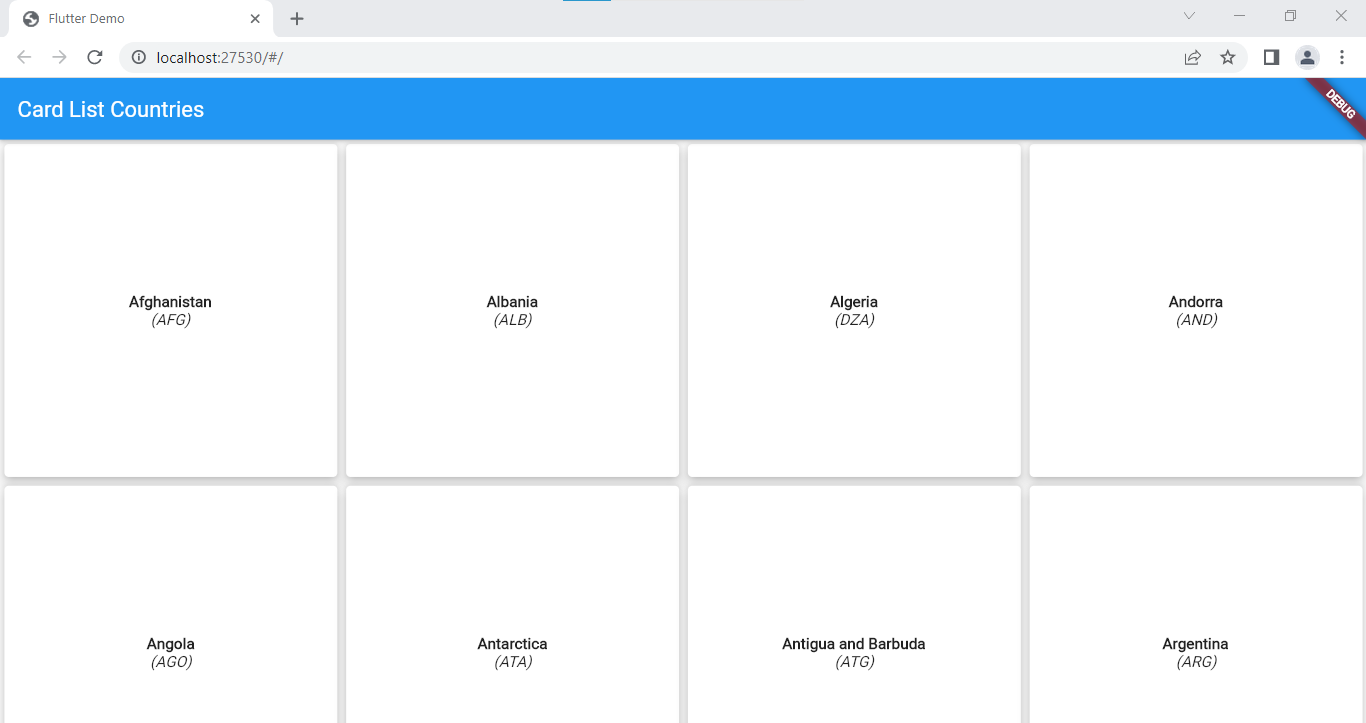 Flutter Demo
localhost:27530/#/
Card List Countries
DEBUG
Afghanistan
(AFG)
Albania
(ALB)
Algeria
(DZA)
Andorra
(AND)
Angola
(AGO)
Antarctica
(ATA)
Antigua and Barbuda
(ATG)
Argentina
(ARG)